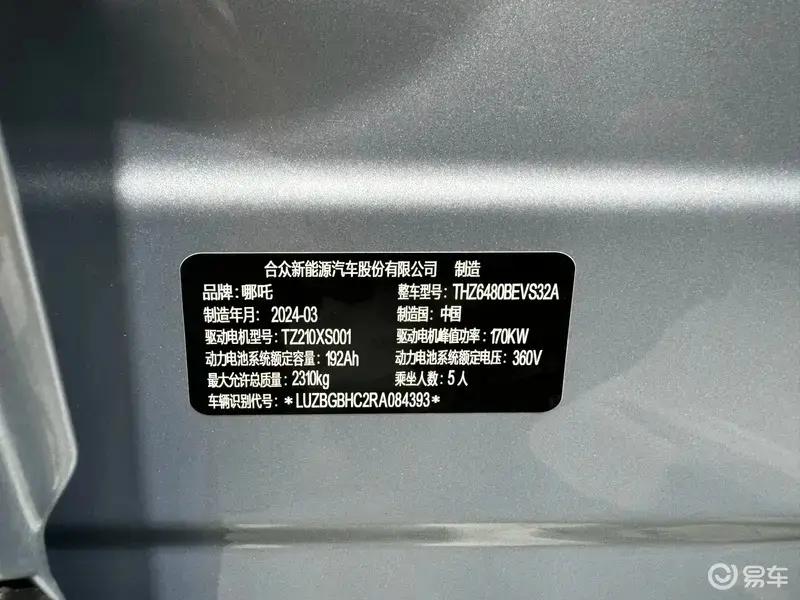 合众新能源汽车股份有限公司 制造
品牌:哪吒 整车型号:THZ6480BEVS32A
制造年月: 2024-03 制造国:中国
驱动电机型号:TZ210XS001 驱动电机峰值功率:170KW
动力电池系统额定容量:192Ah 动力电池系统额定电压:360V
最大允许总质量:2310kg 乘坐人数:5人
车辆识别代号:*LUZBGBHC2RA084393*
易车